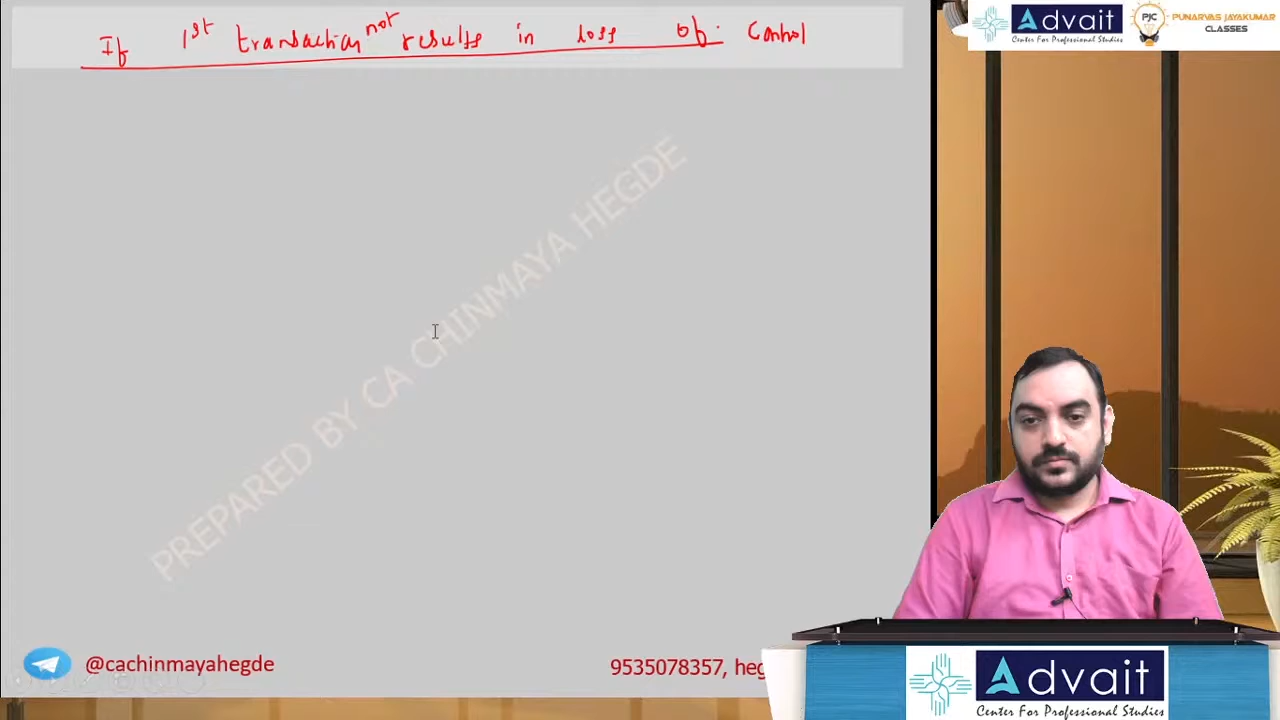 If 1st transaction not results in loss of Control
Advait
Center For Professional Studies
PJC
PUNARVAS JAYAKUMAR
CLASSES
PREPARED BY CA CHINMAYA HEGDE
@cachinmayahegde
9535078357, heg
Advait
Center For Professional Studies